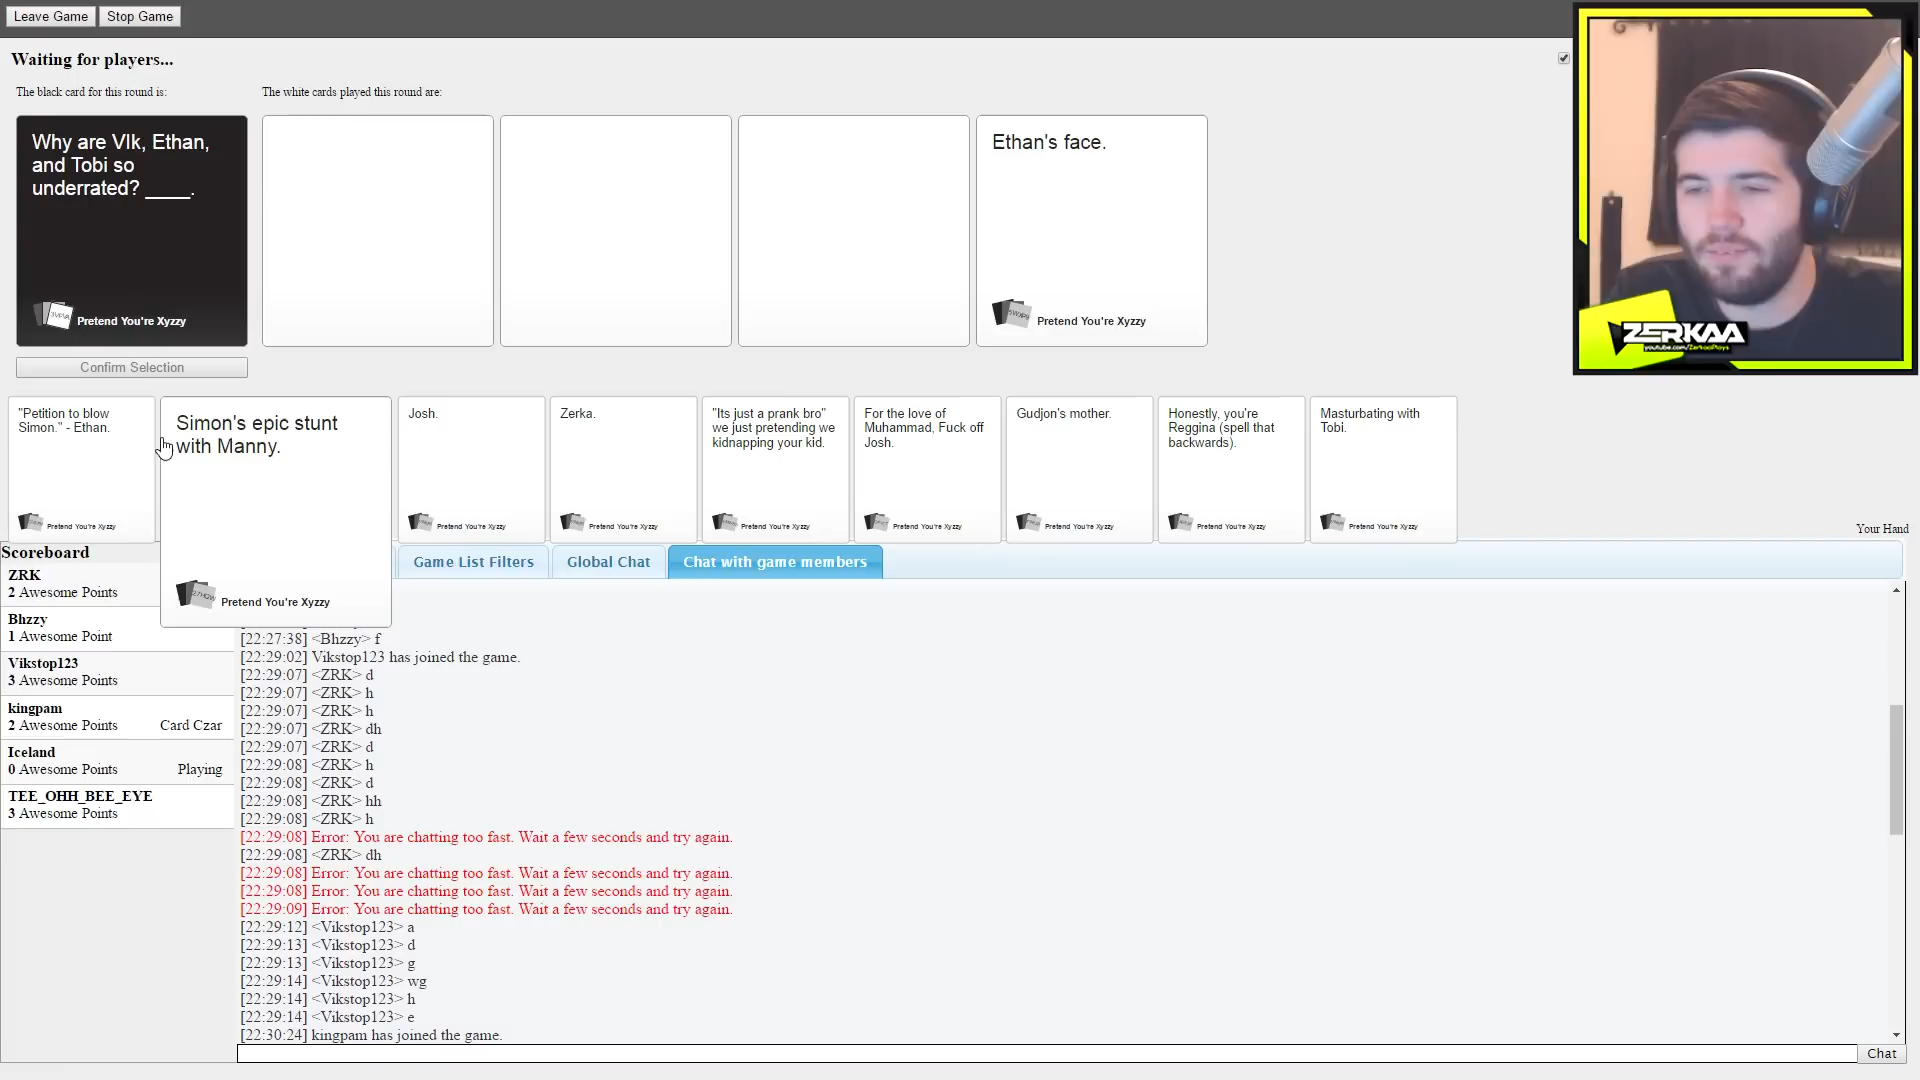 Leave Game
Stop Game
Waiting for players...
The black card for this round is:
The white cards played this round are:
Why are VIk, Ethan,
and Tobi so
underrated? ____.
Pretend You're Xyzzy
Ethan's face.
Pretend You're Xyzzy
Confirm Selection
ZERKAA
youtube.com/ZerkaaPlays
"Petition to blow
Simon." - Ethan.
Pretend You're Xyzzy
Simon's epic stunt
with Manny.
Pretend You're Xyzzy
Josh.
Pretend You're Xyzzy
Zerka.
Pretend You're Xyzzy
"Its just a prank bro"
we just pretending we
kidnapping your kid.
Pretend You're Xyzzy
For the love of
Muhammad, Fuck off
Josh.
Pretend You're Xyzzy
Gudjon's mother.
Pretend You're Xyzzy
Honestly, you're
Reggina (spell that
backwards).
Pretend You're Xyzzy
Masturbating with
Tobi.
Pretend You're Xyzzy
Your Hand
Scoreboard
ZRK
2 Awesome Points
Bhzzy
1 Awesome Point
Vikstop123
3 Awesome Points
kingpam
2 Awesome Points Card Czar
Iceland
0 Awesome Points Playing
TEE_OHH_BEE_EYE
3 Awesome Points
Game List Filters
Global Chat
Chat with game members
[22:27:38] <Bhzzy> f
[22:29:02] Vikstop123 has joined the game.
[22:29:07] <ZRK> d
[22:29:07] <ZRK> h
[22:29:07] <ZRK> h
[22:29:07] <ZRK> dh
[22:29:07] <ZRK> d
[22:29:08] <ZRK> h
[22:29:08] <ZRK> d
[22:29:08] <ZRK> hh
[22:29:08] <ZRK> h
[22:29:08] Error: You are chatting too fast. Wait a few seconds and try again.
[22:29:08] <ZRK> dh
[22:29:08] Error: You are chatting too fast. Wait a few seconds and try again.
[22:29:08] Error: You are chatting too fast. Wait a few seconds and try again.
[22:29:09] Error: You are chatting too fast. Wait a few seconds and try again.
[22:29:12] <Vikstop123> a
[22:29:13] <Vikstop123> d
[22:29:13] <Vikstop123> g
[22:29:14] <Vikstop123> wg
[22:29:14] <Vikstop123> h
[22:29:14] <Vikstop123> e
[22:30:24] kingpam has joined the game.
Chat